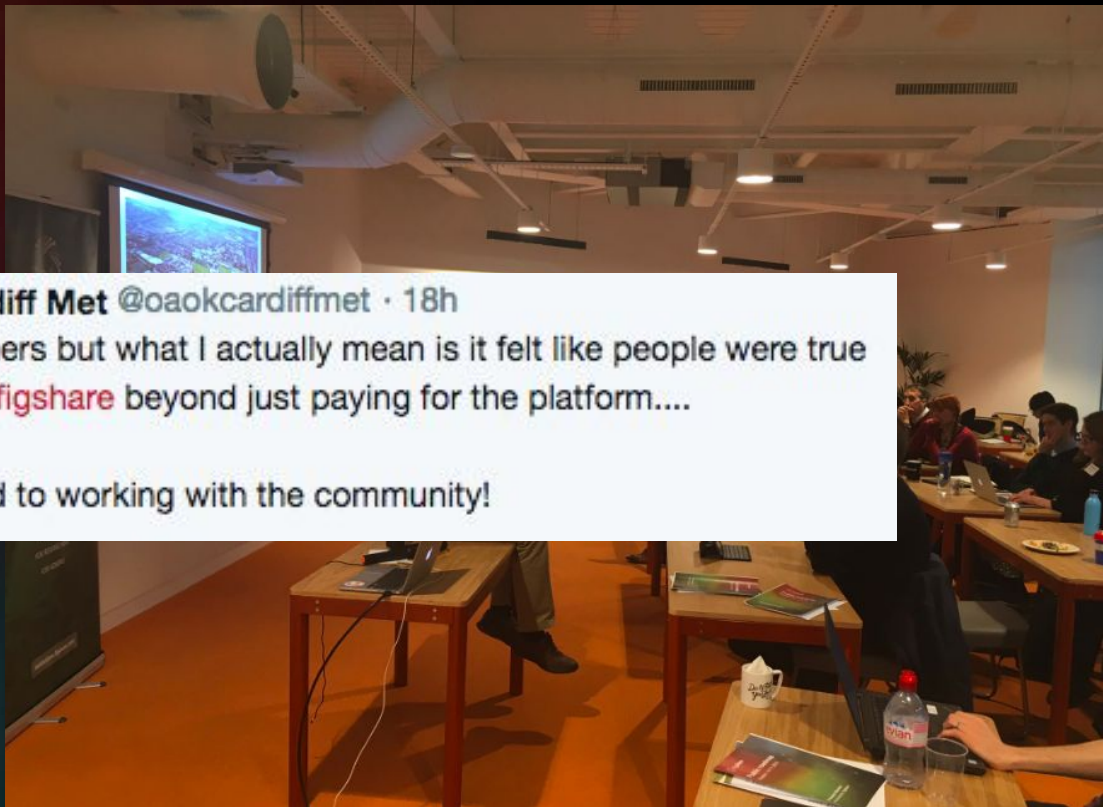 diff Met @oaokcardiffmet · 18h
ers but what I actually mean is it felt like people were true
figshare beyond just paying for the platform....
d to working with the community!
evian